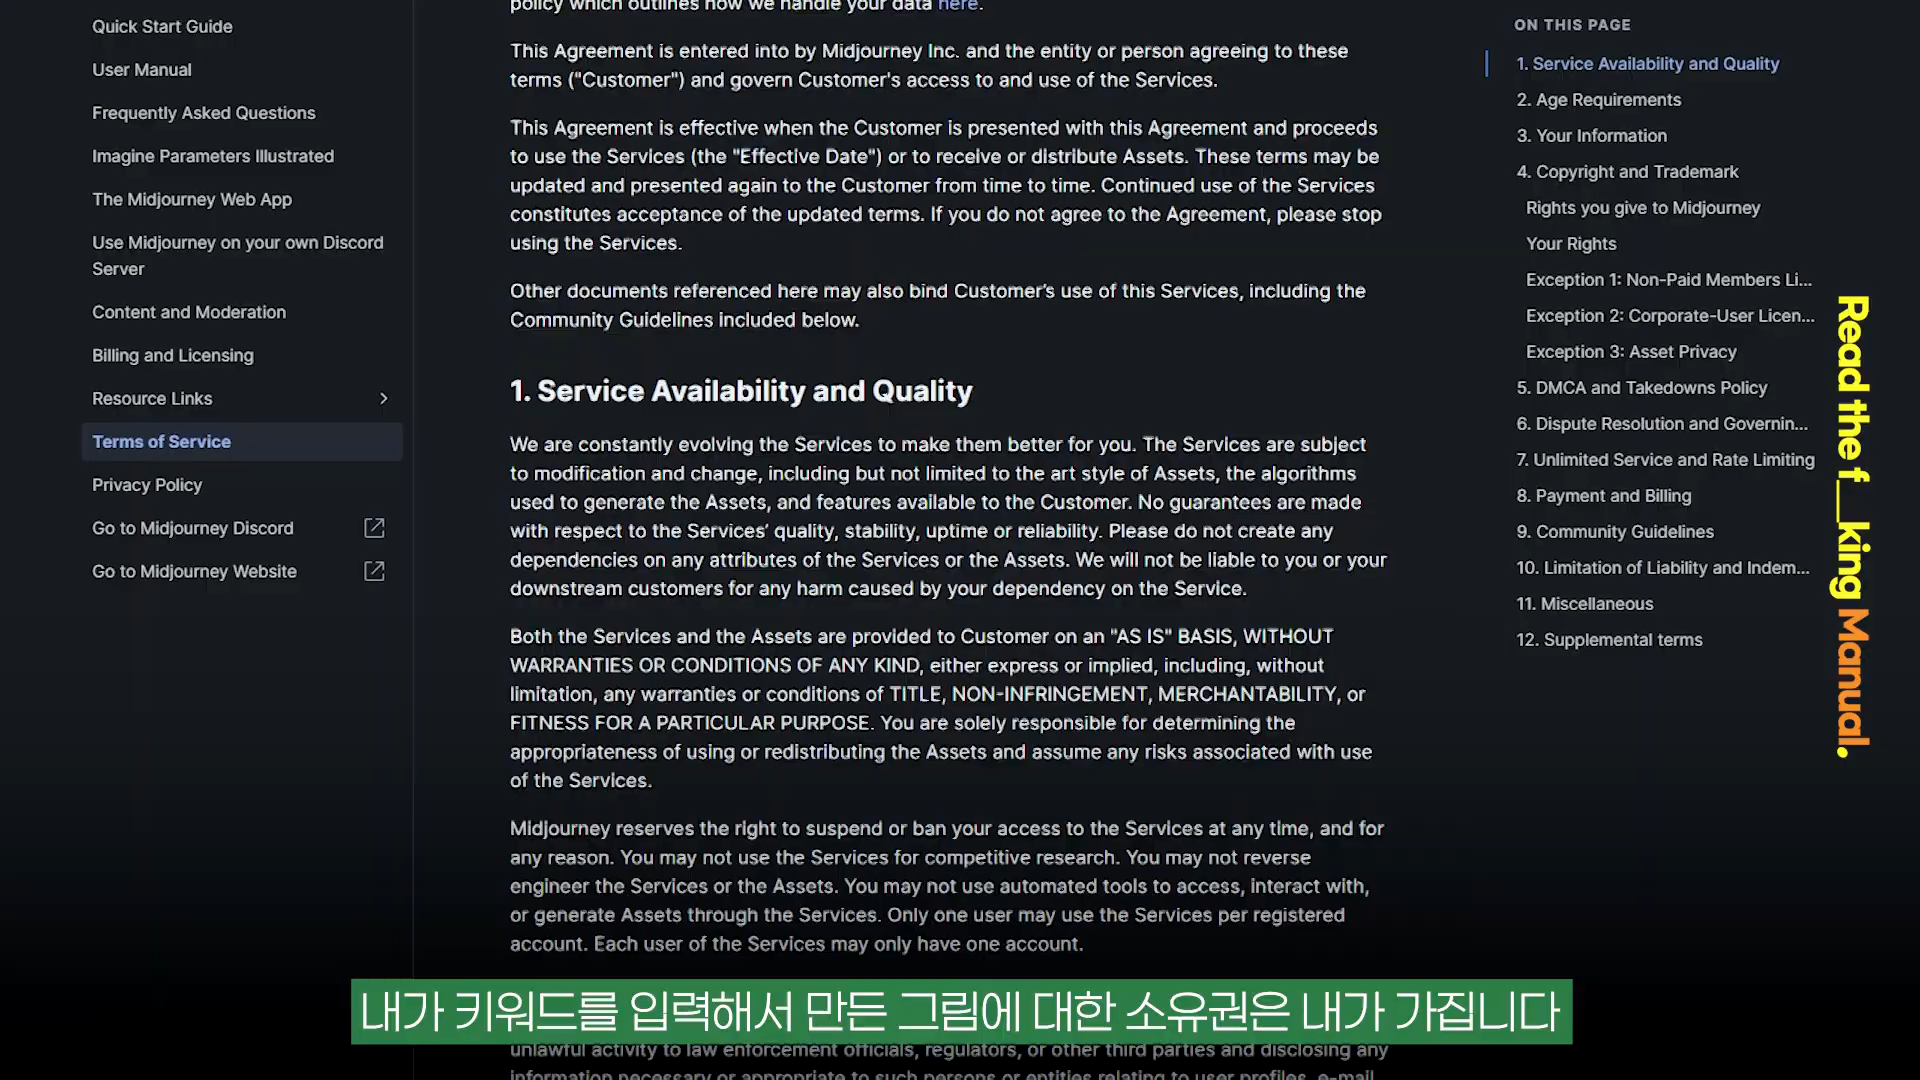 Quick Start Guide
User Manual
Frequently Asked Questions
Imagine Parameters Illustrated
The Midjourney Web App
Use Midjourney on your own Discord
Server
Content and Moderation
Billing and Licensing
Resource Links
Terms of Service
Privacy Policy
Go to Midjourney Discord
Go to Midjourney Website
policy which outlines how we handle your data here.
This Agreement is entered into by Midjourney Inc. and the entity or person agreeing to these
terms ("Customer") and govern Customer's access to and use of the Services.
This Agreement is effective when the Customer is presented with this Agreement and proceeds
to use the Services (the "Effective Date") or to receive or distribute Assets. These terms may be
updated and presented again to the Customer from time to time. Continued use of the Services
constitutes acceptance of the updated terms. If you do not agree to the Agreement, please stop
using the Services.
Other documents referenced here may also bind Customer's use of this Services, including the
Community Guidelines included below.
1. Service Availability and Quality
We are constantly evolving the Services to make them better for you. The Services are subject
to modification and change, including but not limited to the art style of Assets, the algorithms
used to generate the Assets, and features available to the Customer. No guarantees are made
with respect to the Services’ quality, stability, uptime or reliability. Please do not create any
dependencies on any attributes of the Services or the Assets. We will not be liable to you or your
downstream customers for any harm caused by your dependency on the Service.
Both the Services and the Assets are provided to Customer on an "AS IS" BASIS, WITHOUT
WARRANTIES OR CONDITIONS OF ANY KIND, either express or implied, including, without
limitation, any warranties or conditions of TITLE, NON-INFRINGEMENT, MERCHANTABILITY, or
FITNESS FOR A PARTICULAR PURPOSE. You are solely responsible for determining the
appropriateness of using or redistributing the Assets and assume any risks associated with use
of the Services.
Midjourney reserves the right to suspend or ban your access to the Services at any time, and for
any reason. You may not use the Services for competitive research. You may not reverse
engineer the Services or the Assets. You may not use automated tools to access, interact with,
or generate Assets through the Services. Only one user may use the Services per registered
account. Each user of the Services may only have one account.
내가 키워드를 입력해서 만든 그림에 대한 소유권은 내가 가집니다
unlawful activity to law enforcement officials, regulators, or other third parties and disclosing any
information necessary or appropriate to such persons or entities relating to user profiles, e-mail
ON THIS PAGE
1. Service Availability and Quality
2. Age Requirements
3. Your Information
4. Copyright and Trademark
Rights you give to Midjourney
Your Rights
Exception 1: Non-Paid Members Li...
Exception 2: Corporate-User Licen...
Exception 3: Asset Privacy
5. DMCA and Takedowns Policy
6. Dispute Resolution and Governin...
7. Unlimited Service and Rate Limiting
8. Payment and Billing
9. Community Guidelines
10. Limitation of Liability and Indem...
11. Miscellaneous
12. Supplemental terms
Read the f__king Manual.